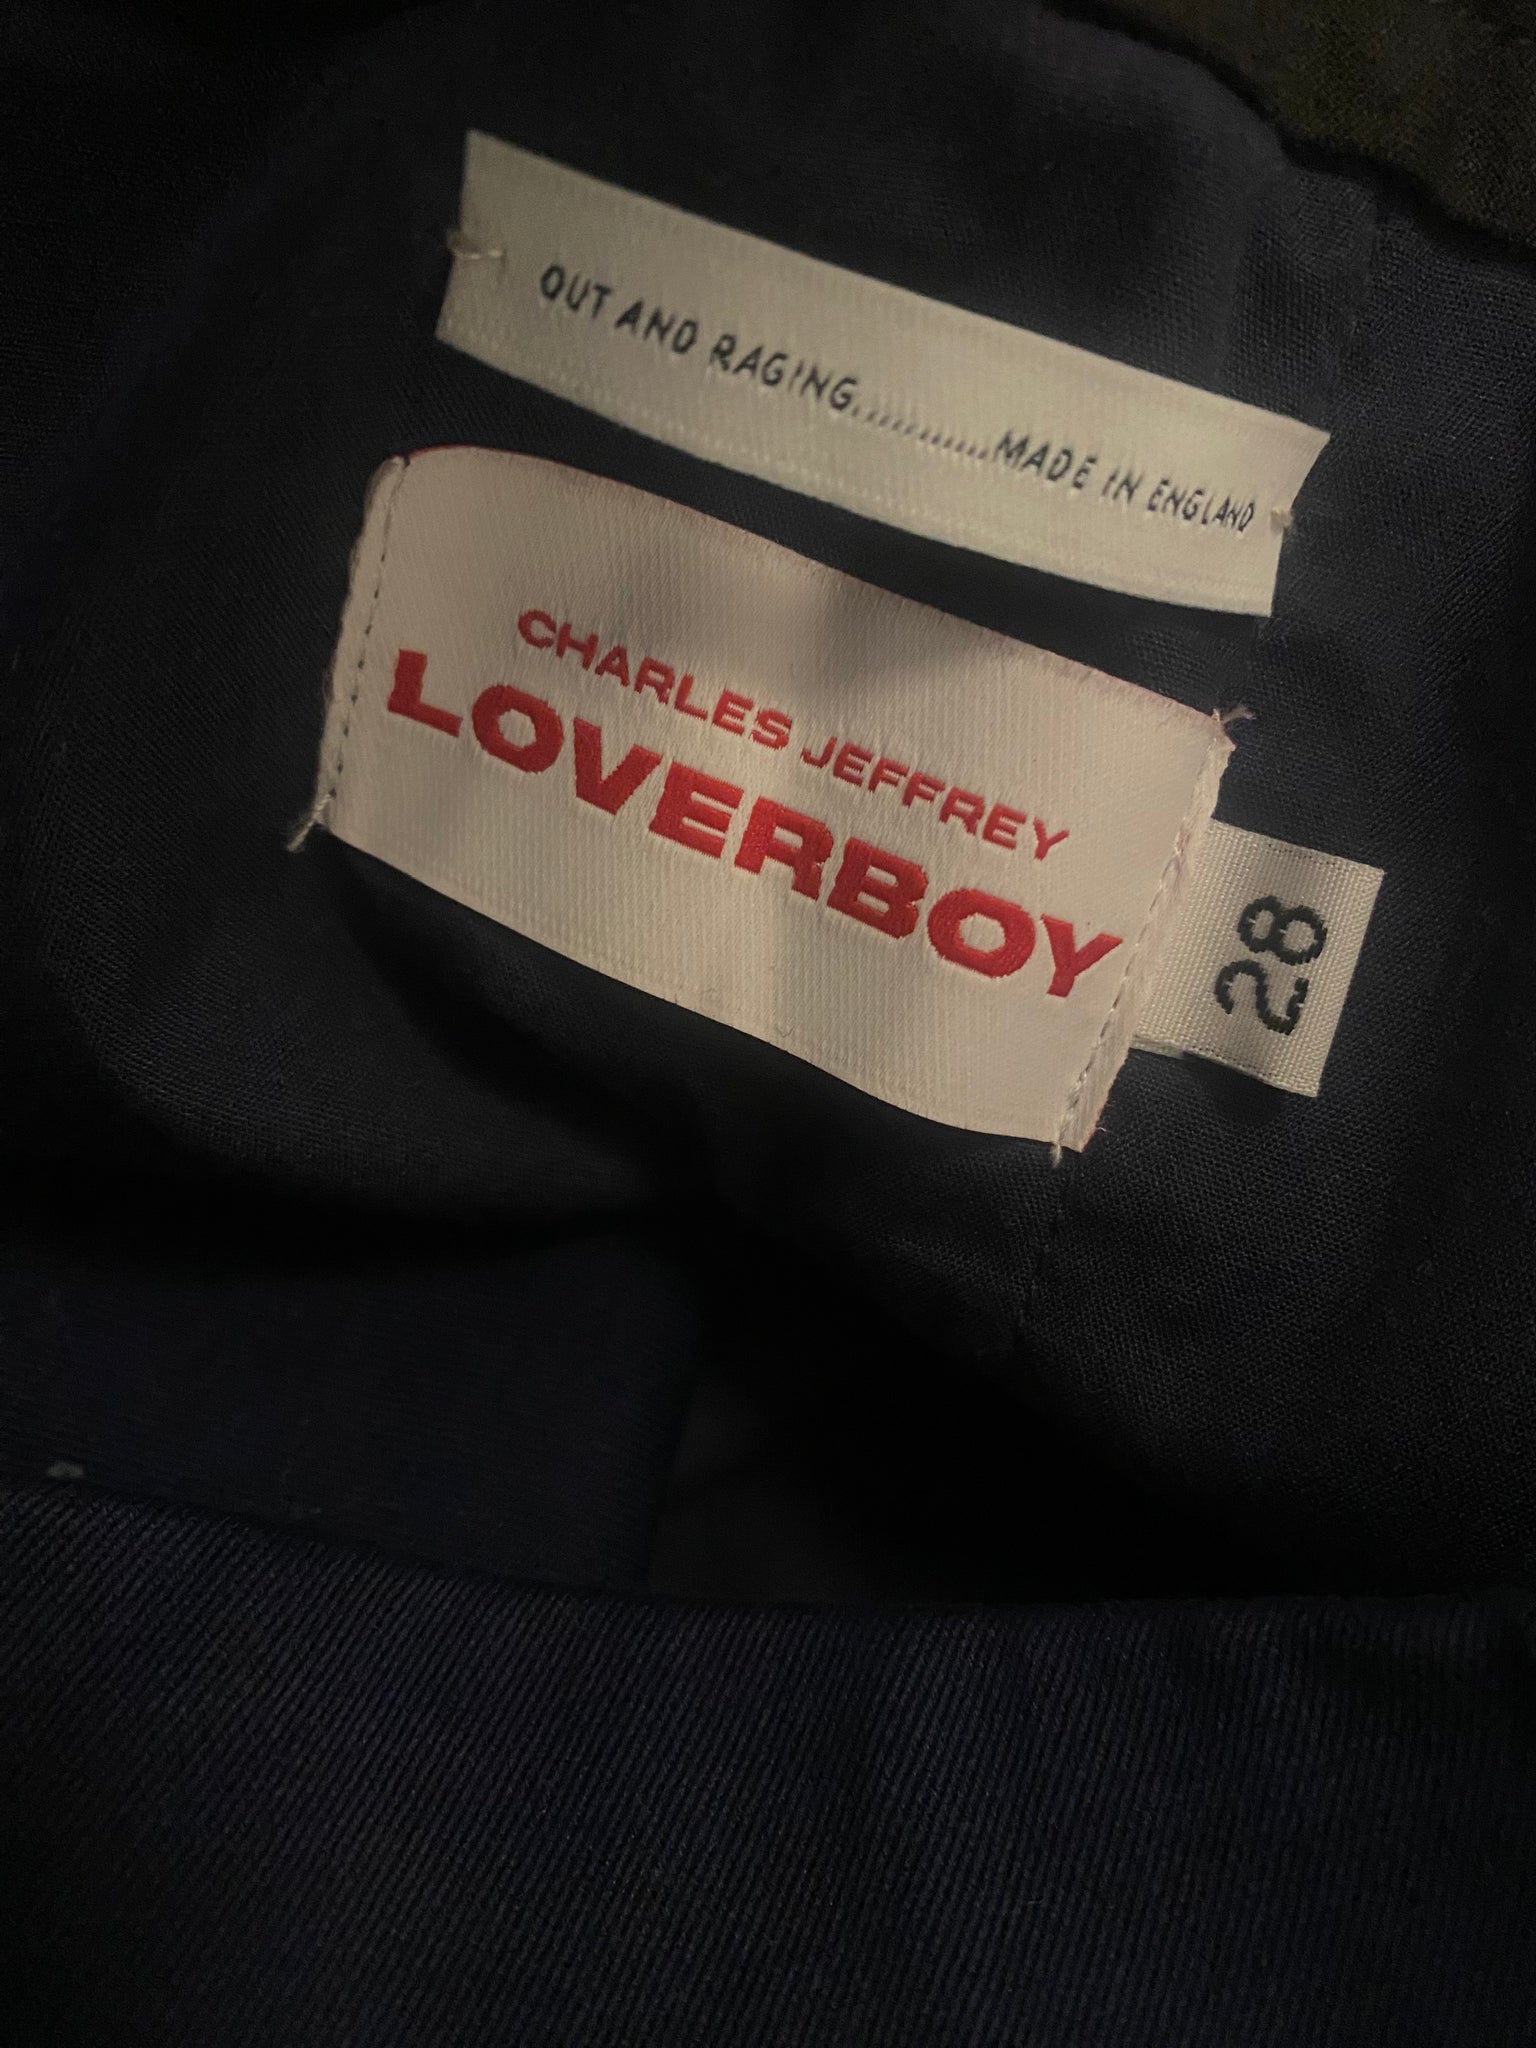 OUT AND RAGING............MADE IN ENGLAND
CHARLES JEFFREY
LOVERBOY
28